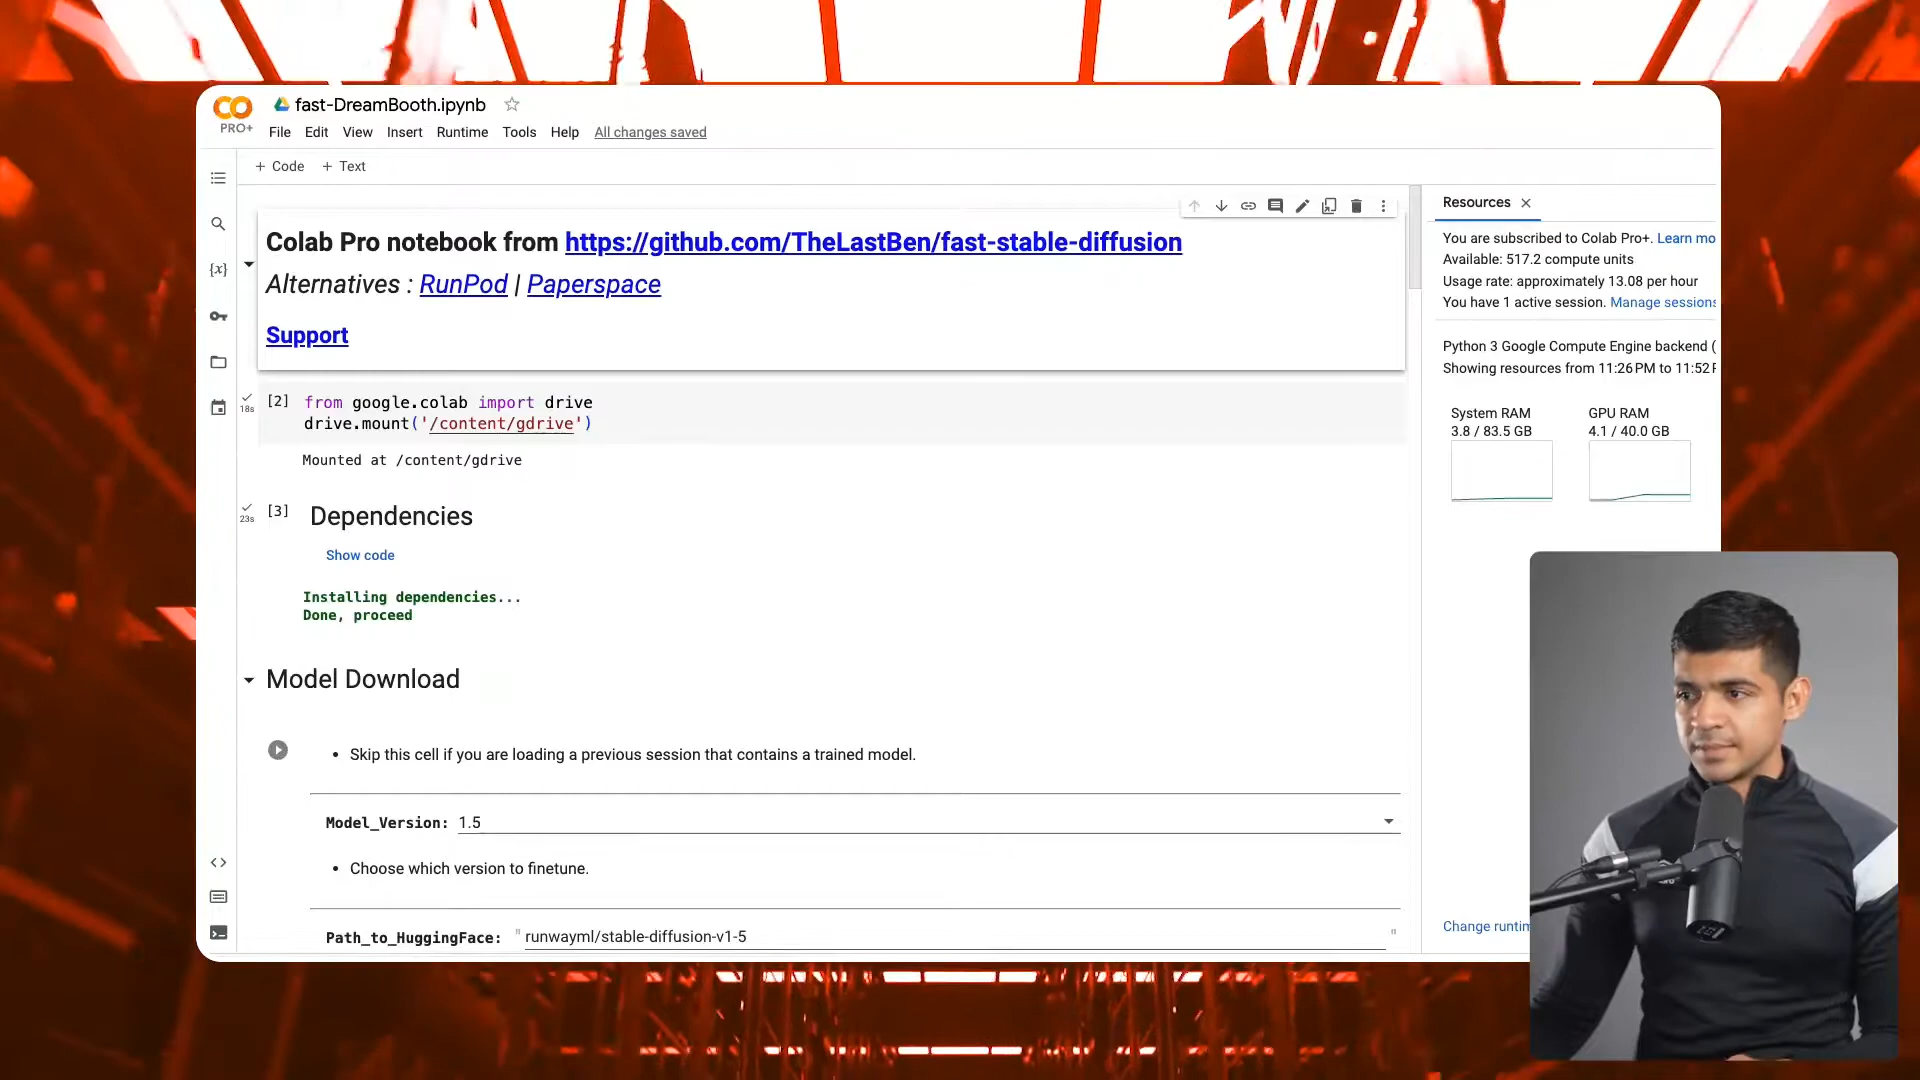 fast-DreamBooth.ipynb
PRO+
File Edit View Insert Runtime Tools Help All changes saved
+ Code + Text
Colab Pro notebook from https://github.com/TheLastBen/fast-stable-diffusion
Alternatives : RunPod | Paperspace
Support
[2] from google.colab import drive
18s
drive.mount('/content/gdrive')
Mounted at /content/gdrive
[3] Dependencies
23s
Show code
Installing dependencies...
Done, proceed
Model Download
• Skip this cell if you are loading a previous session that contains a trained model.
Model_Version: 1.5
• Choose which version to finetune.
Path_to_HuggingFace: " runwayml/stable-diffusion-v1-5 "
Resources
You are subscribed to Colab Pro+. Learn mo
Available: 517.2 compute units
Usage rate: approximately 13.08 per hour
You have 1 active session. Manage sessions
Python 3 Google Compute Engine backend (
Showing resources from 11:26 PM to 11:52
System RAM
3.8 / 83.5 GB
GPU RAM
4.1 / 40.0 GB
Change runtim